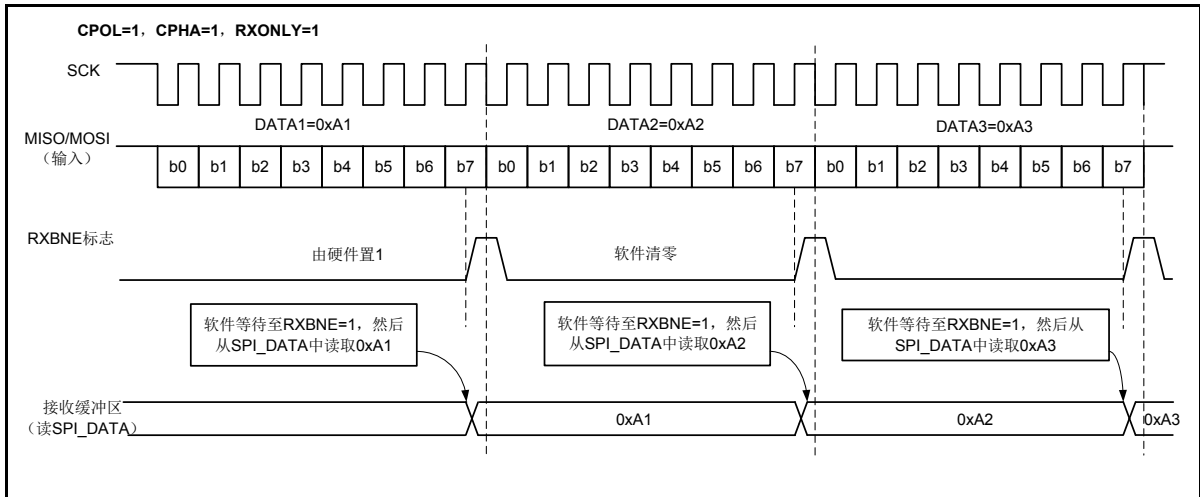 CPOL=1，CPHA=1，RXONLY=1
SCK
DATA1=0xA1
DATA2=0xA2
DATA3=0xA3
MISO/MOSI
（输入）
b0 b1 b2 b3 b4 b5 b6 b7 b0 b1 b2 b3 b4 b5 b6 b7 b0 b1 b2 b3 b4 b5 b6 b7
RXBNE标志
由硬件置1
软件清零
软件等待至RXBNE=1，然后
从SPI_DATA中读取0xA1
软件等待至RXBNE=1，然后
从SPI_DATA中读取0xA2
软件等待至RXBNE=1，然后从
SPI_DATA中读取0xA3
接收缓冲区
（读SPI_DATA）
0xA1
0xA2
0xA3